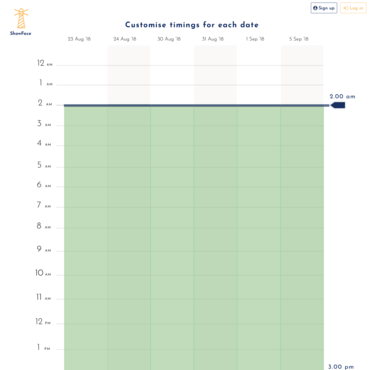 Sign up
Log in
ShowFace
Customise timings for each date
23 Aug '18 24 Aug '18 30 Aug '18 31 Aug '18 1 Sep '18 5 Sep '18
12 AM
1 AM
2 AM 2.00 am
3 AM
4 AM
5 AM
6 AM
7 AM
8 AM
9 AM
10 AM
11 AM
12 PM
1 PM
3.00 pm